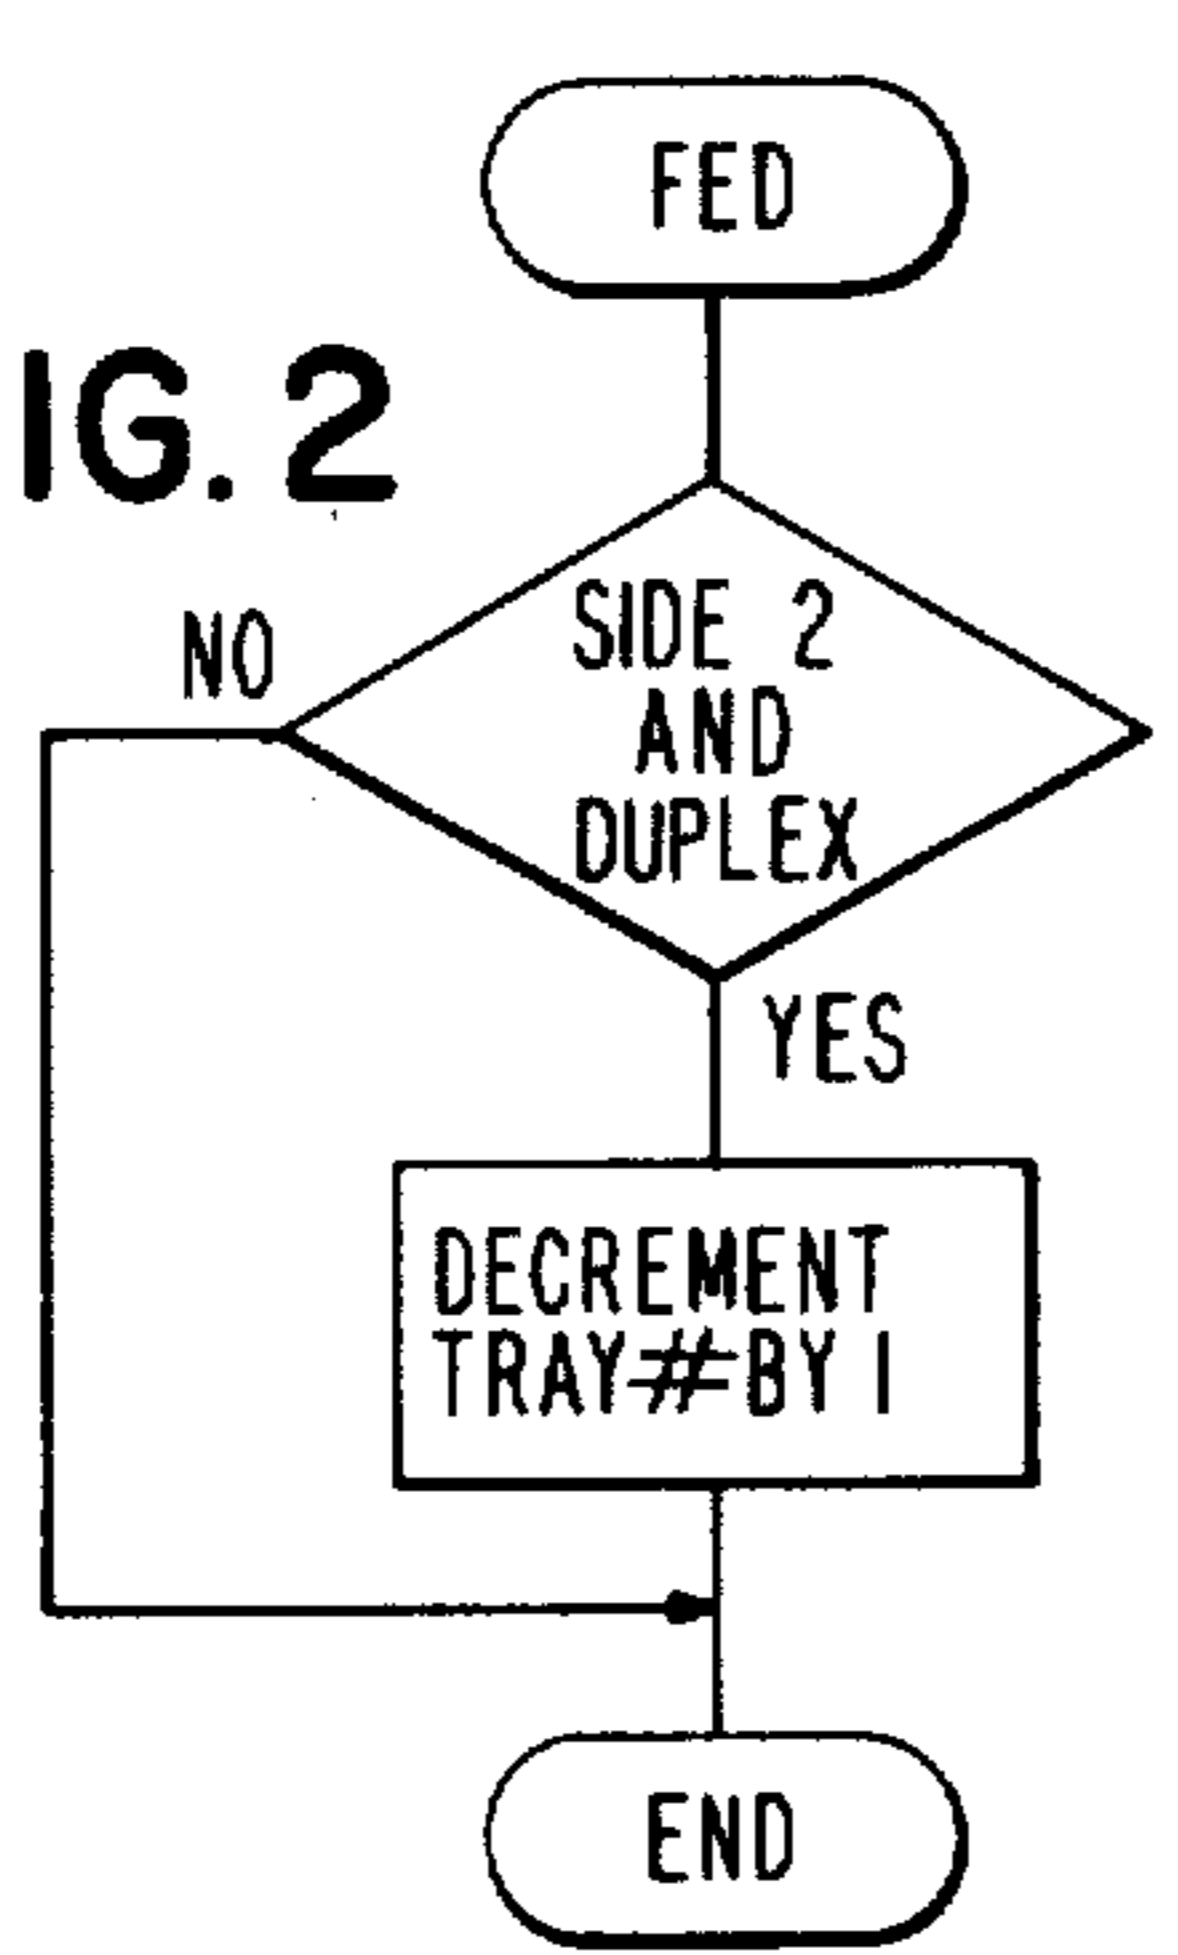 FED
IG. 2
SIDE 2
AND
DUPLEX
NO
YES
DECREMENT
TRAY # BY 1
END